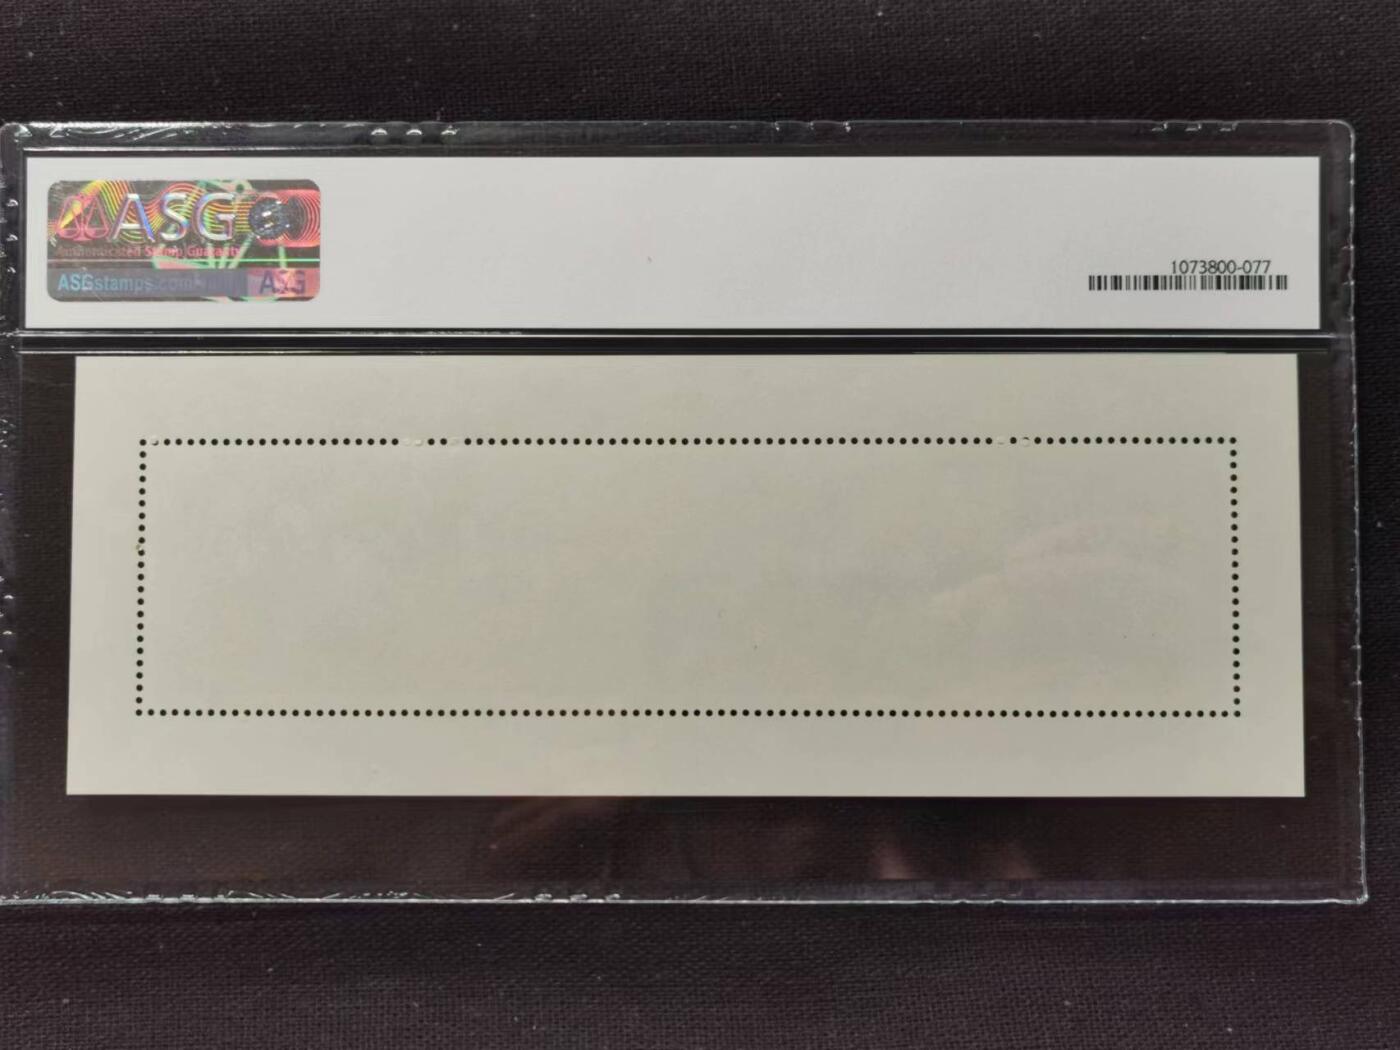 ASG
Authenticated Stamp Guaranty
ASGstamps.com ASG
1073800-077